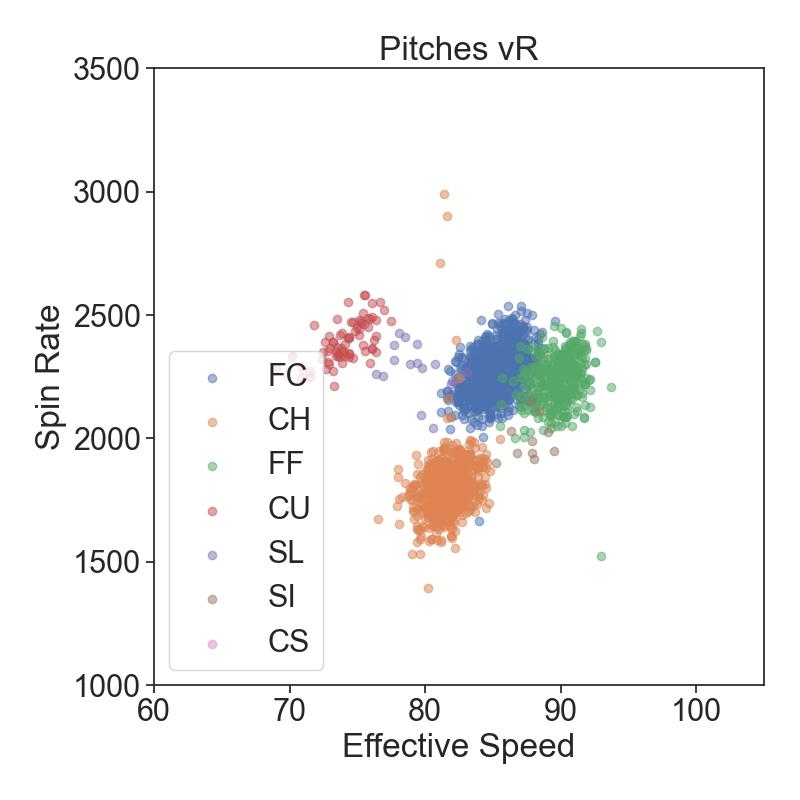 Pitches vR
3500
3000
2500
2000
1500
1000
Spin Rate
FC
CH
FF
CU
SL
SI
CS
60 70 80 90 100
Effective Speed